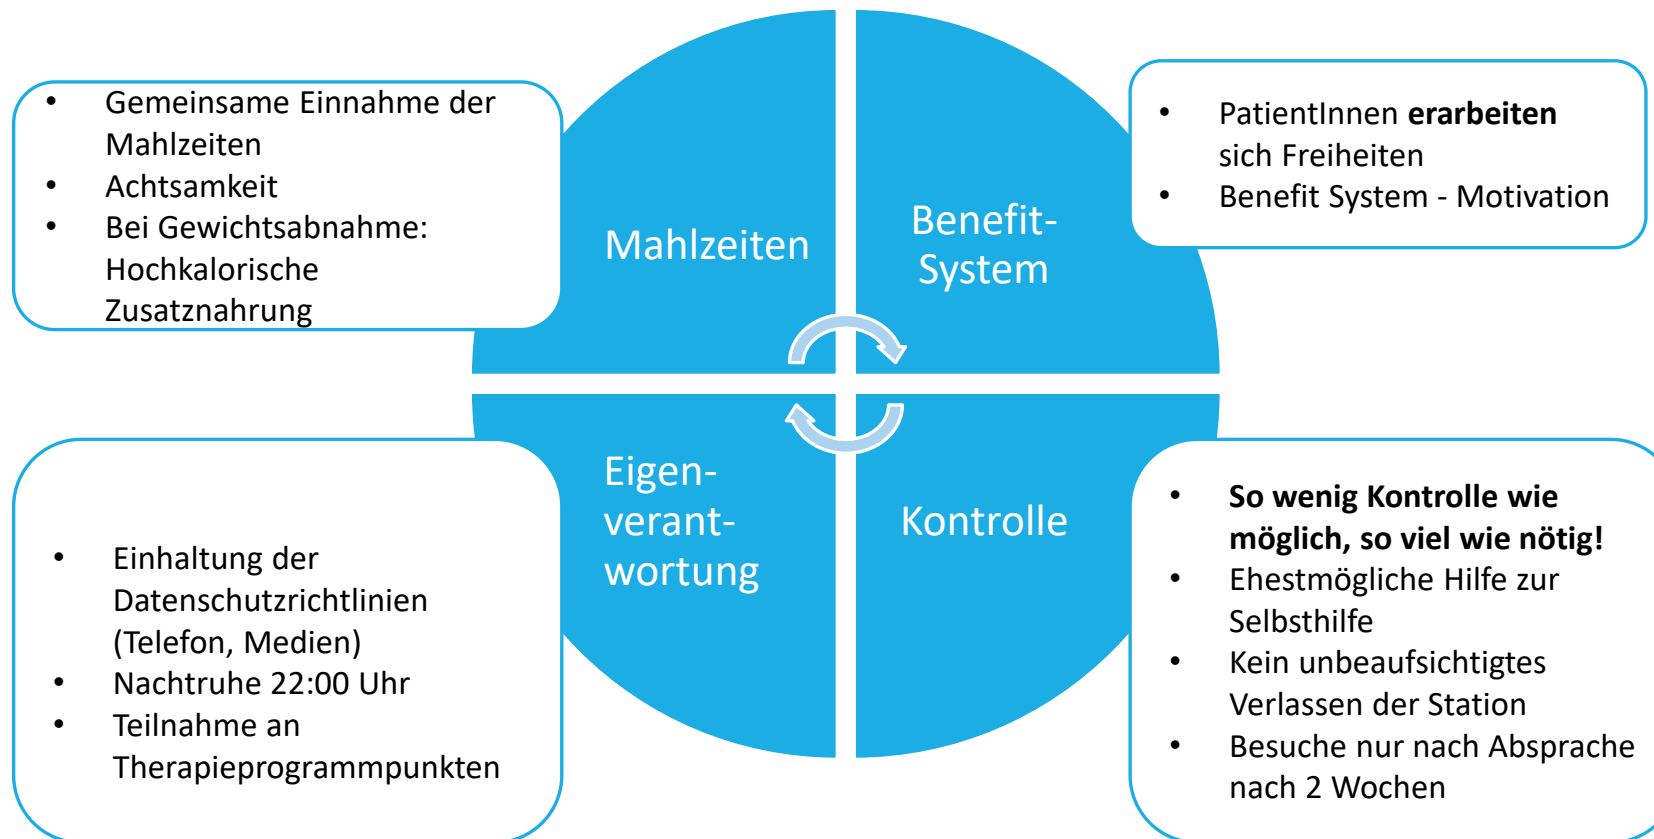 • Gemeinsame Einnahme der
Mahlzeiten
• Achtsamkeit
• Bei Gewichtsabnahme:
Hochkalorische
Zusatznahrung
Mahlzeiten
Benefit-
System
• PatientInnen erarbeiten
sich Freiheiten
• Benefit System - Motivation
• Einhaltung der
Datenschutzrichtlinien
(Telefon, Medien)
• Nachtruhe 22:00 Uhr
• Teilnahme an
Therapieprogrammpunkten
Eigen-
verant-
wortung
Kontrolle
• So wenig Kontrolle wie
möglich, so viel wie nötig!
• Ehestmögliche Hilfe zur
Selbsthilfe
• Kein unbeaufsichtigtes
Verlassen der Station
• Besuche nur nach Absprache
nach 2 Wochen